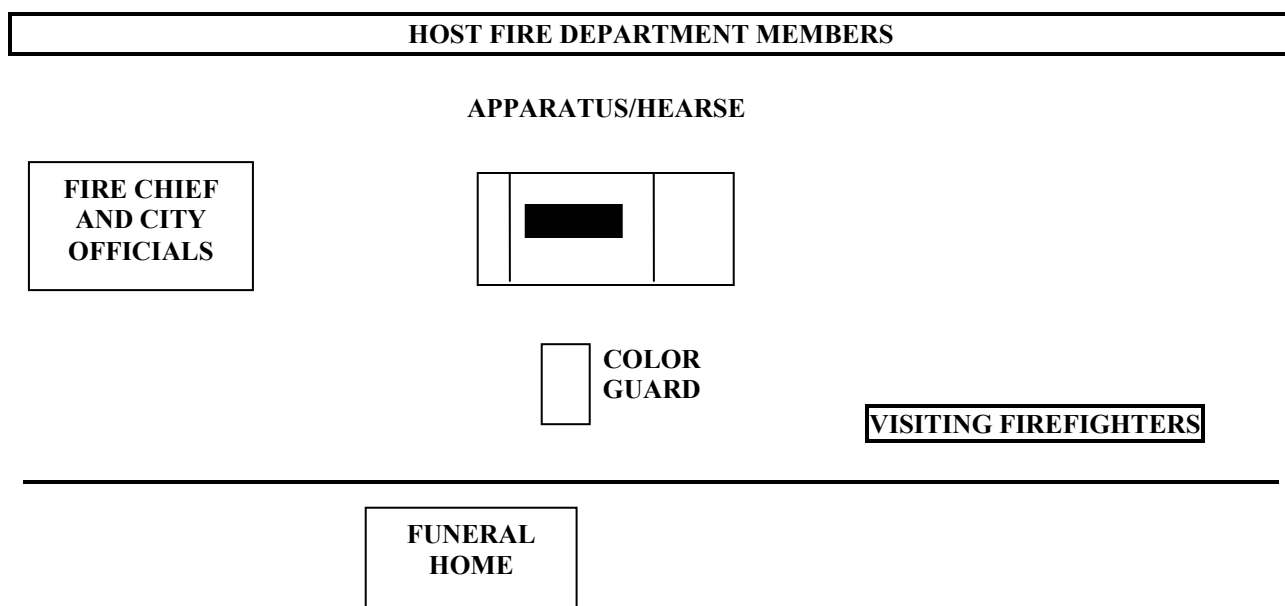 HOST FIRE DEPARTMENT MEMBERS
APPARATUS/HEARSE
FIRE CHIEF
AND CITY
OFFICIALS
COLOR
GUARD
VISITING FIREFIGHTERS
FUNERAL
HOME